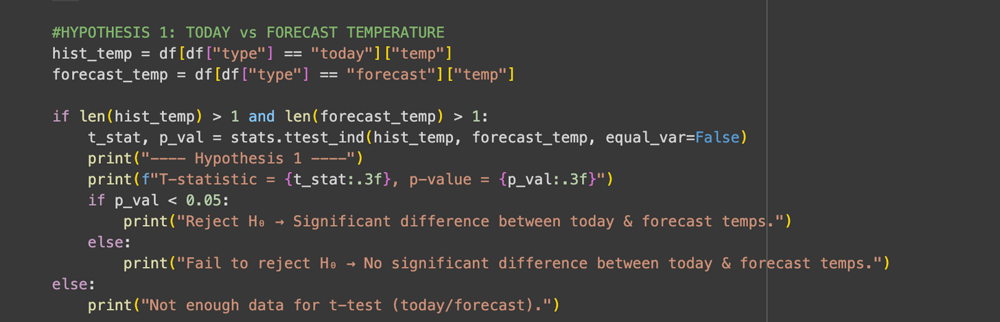 #HYPOTHESIS 1: TODAY vs FORECAST TEMPERATURE
hist_temp = df[df["type"] == "today"]["temp"]
forecast_temp = df[df["type"] == "forecast"]["temp"]
if len(hist_temp) > 1 and len(forecast_temp) > 1:
    t_stat, p_val = stats.ttest_ind(hist_temp, forecast_temp, equal_var=False)
    print("---- Hypothesis 1 ----")
    print(f"T-statistic = {t_stat:.3f}, p-value = {p_val:.3f}")
    if p_val < 0.05:
        print("Reject H₀ → Significant difference between today & forecast temps.")
    else:
        print("Fail to reject H₀ → No significant difference between today & forecast temps.")
else:
    print("Not enough data for t-test (today/forecast).")